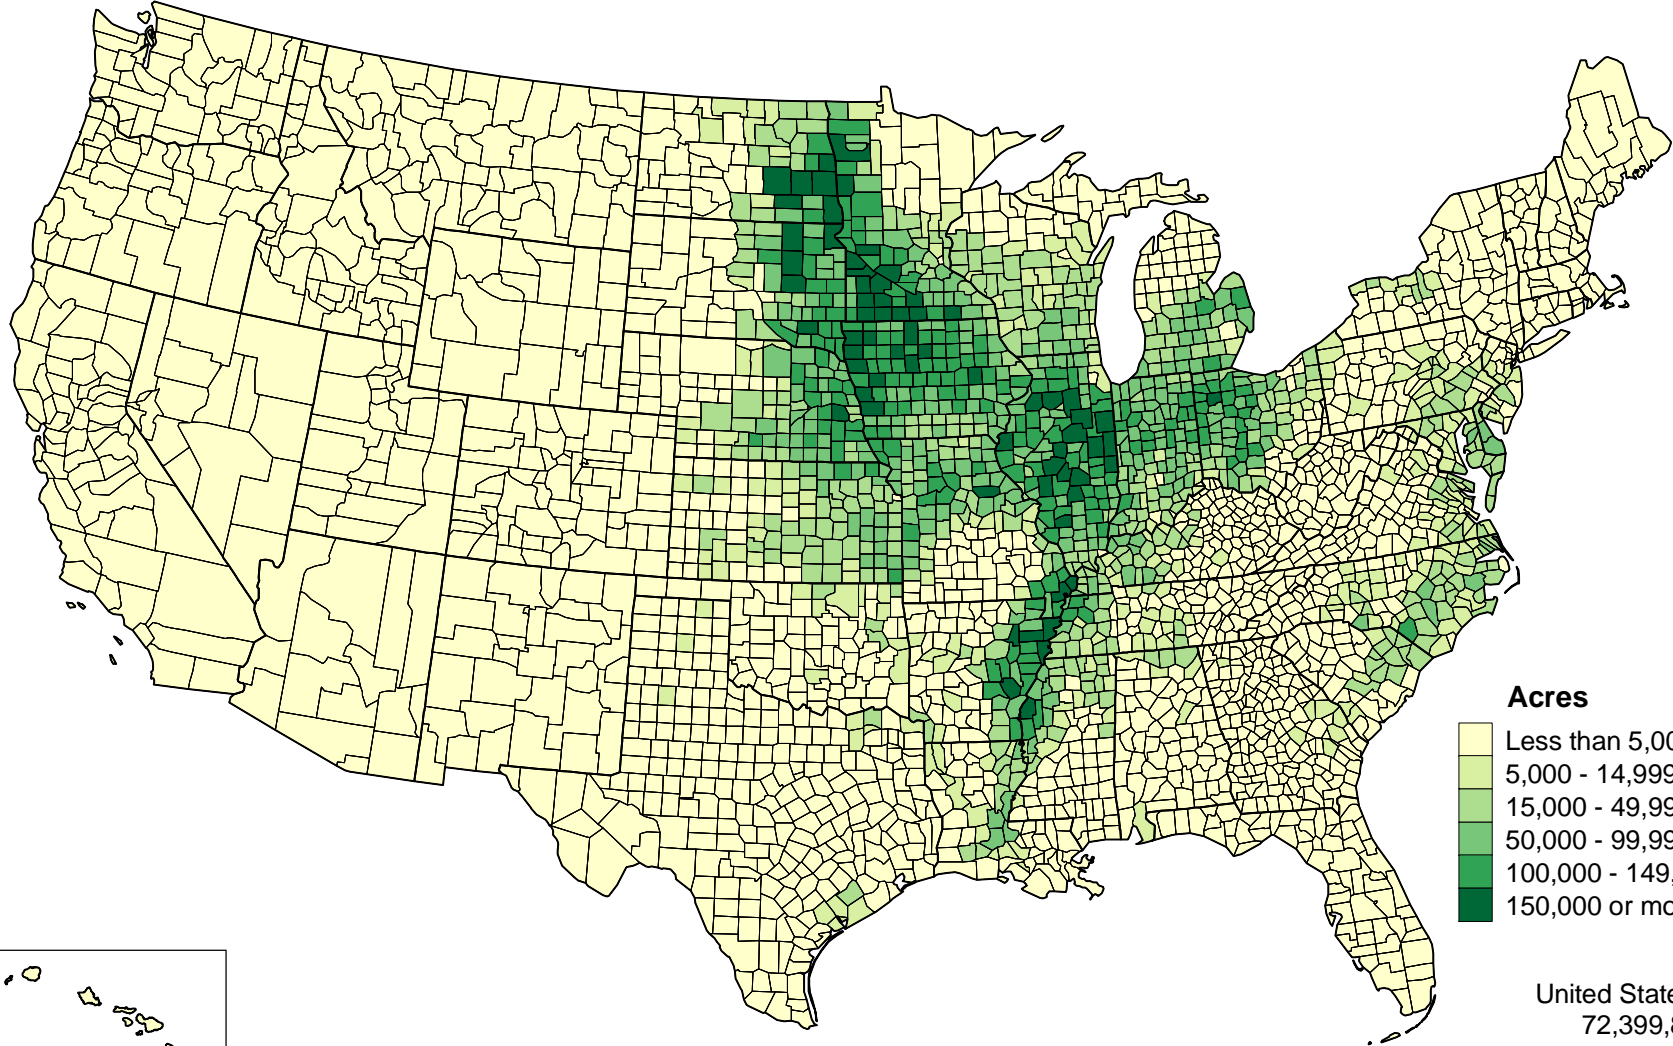 Acres
Less than 5,00
5,000 - 14,999
15,000 - 49,99
50,000 - 99,99
100,000 - 149,
150,000 or mo
United State
72,399,8